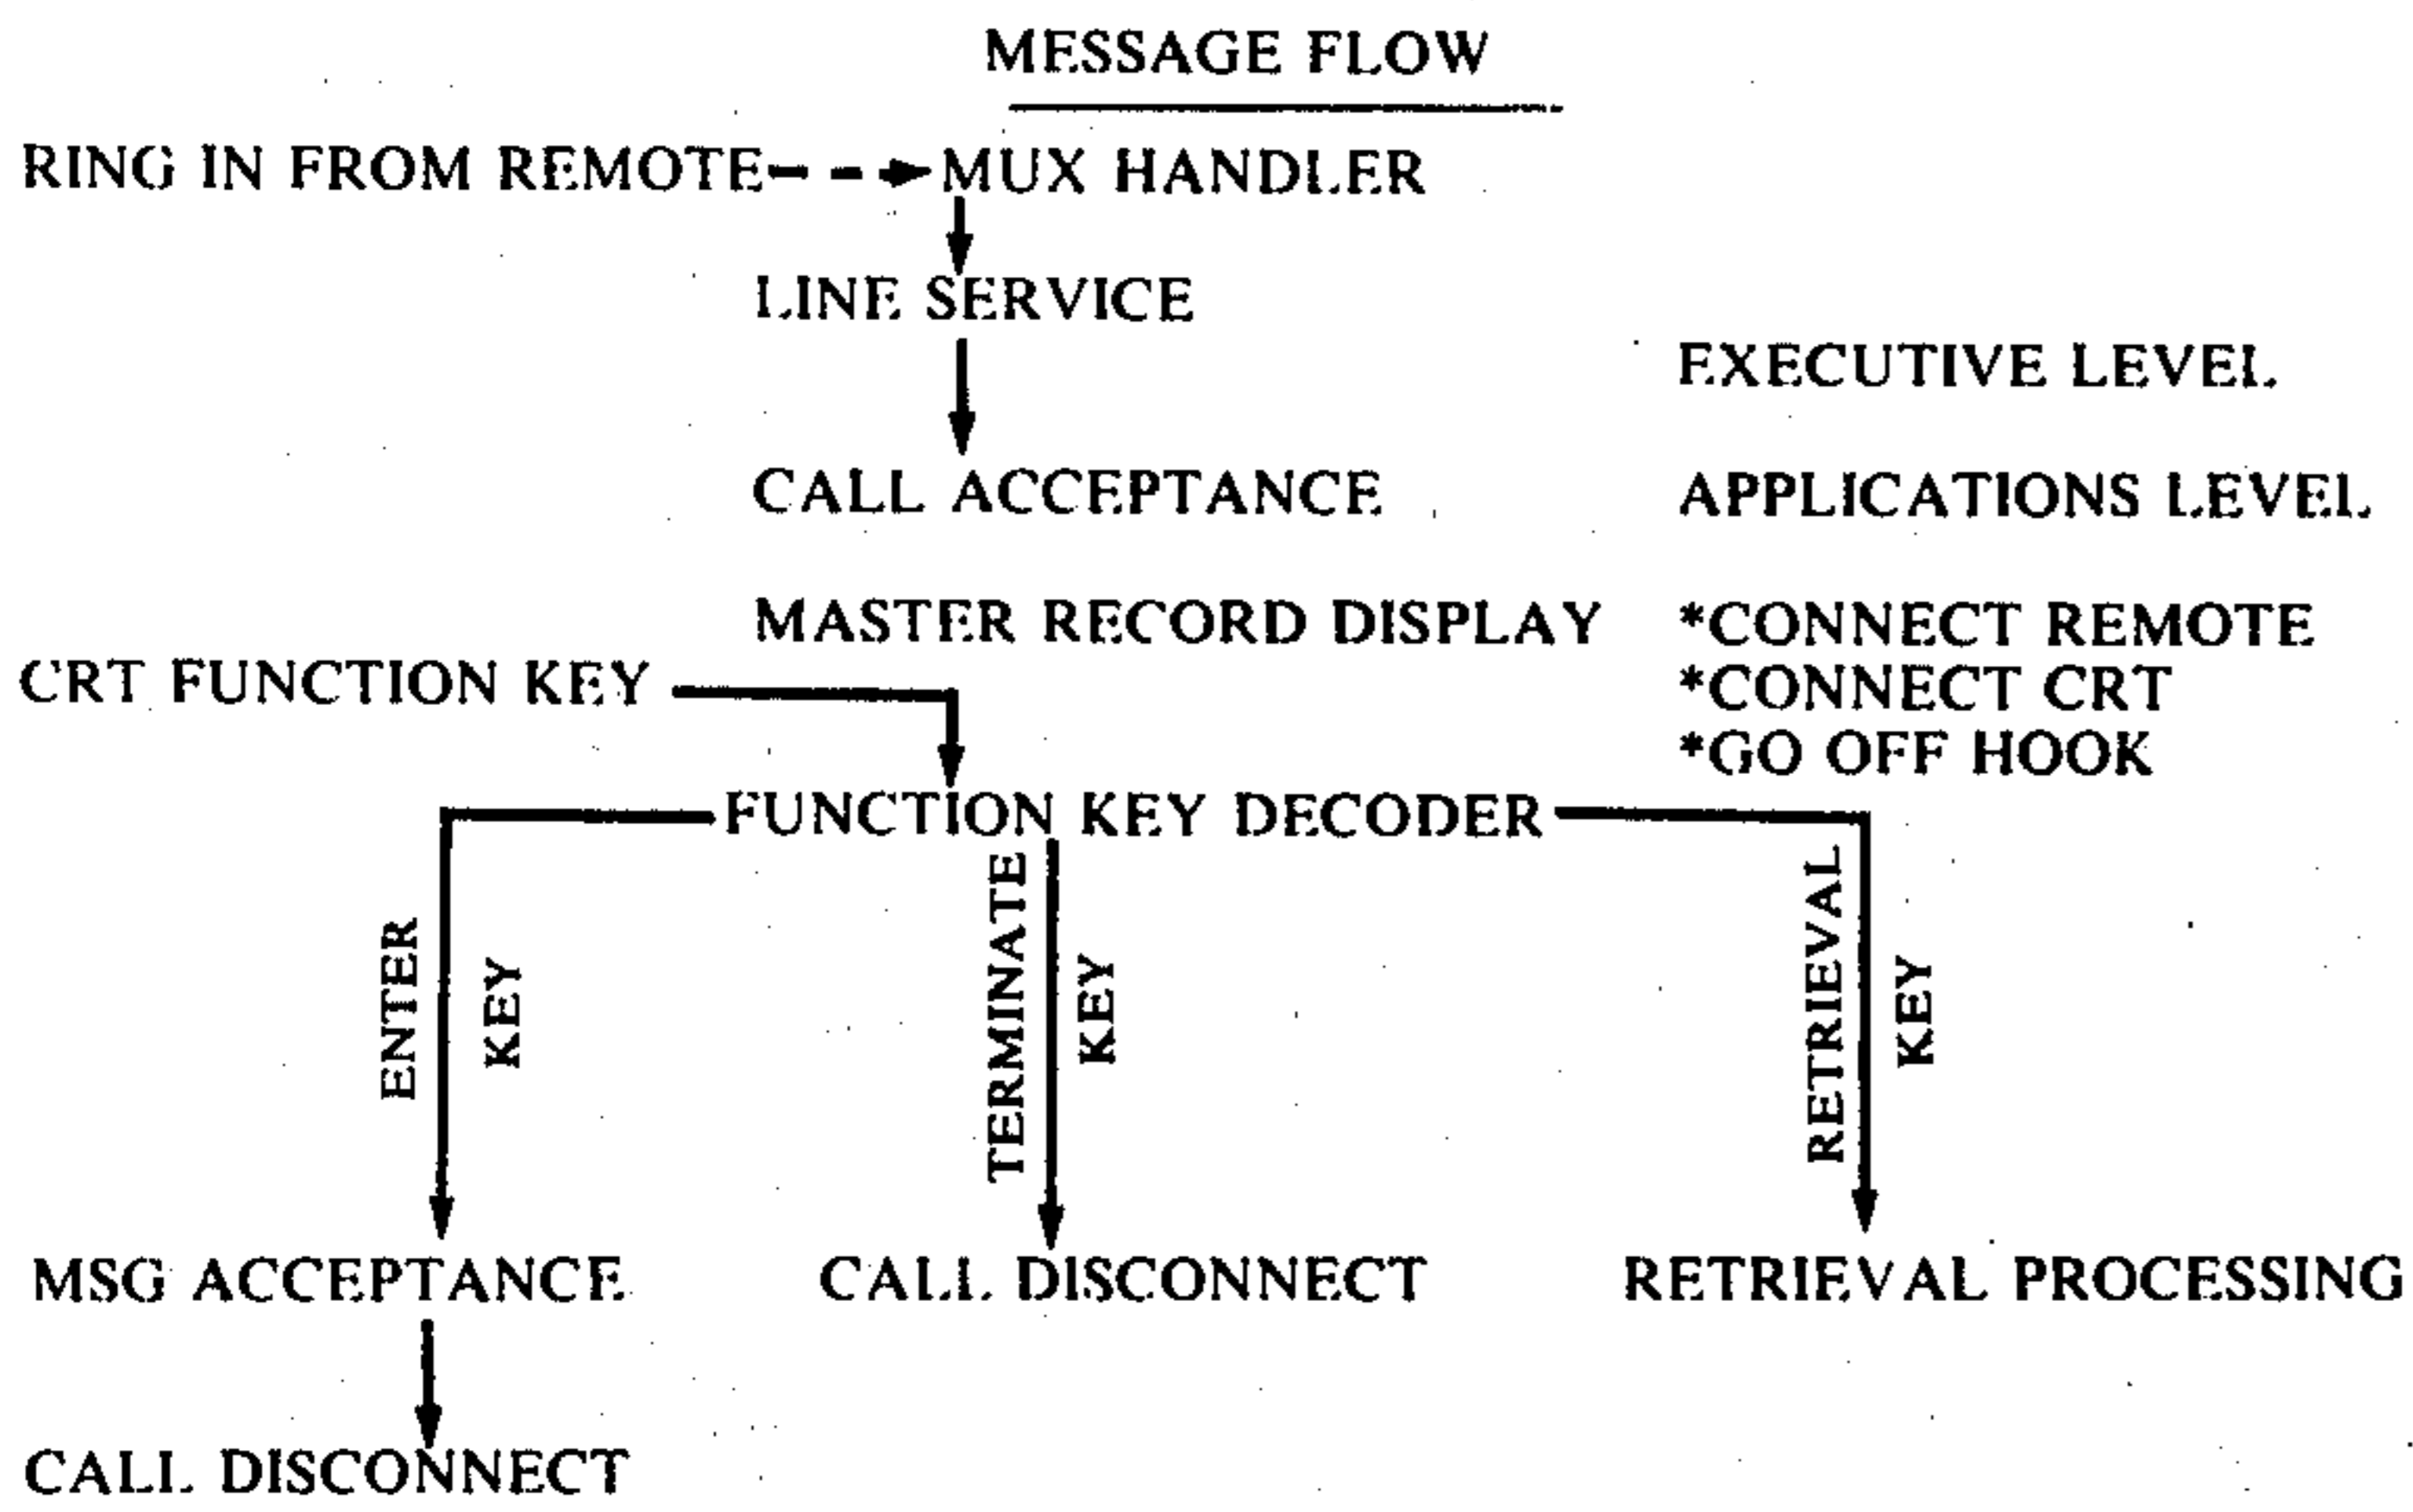 MESSAGE FLOW
RING IN FROM REMOTE MUX HANDLER
LINE SERVICE
EXECUTIVE LEVEL
CALL ACCEPTANCE APPLICATIONS LEVEL
MASTER RECORD DISPLAY *CONNECT REMOTE
CRT FUNCTION KEY *CONNECT CRT
*GO OFF HOOK
FUNCTION KEY DECODER
ENTER KEY
TERMINATE KEY
RETRIEVAL KEY
MSG ACCEPTANCE CALL DISCONNECT RETRIEVAL PROCESSING
CALL DISCONNECT